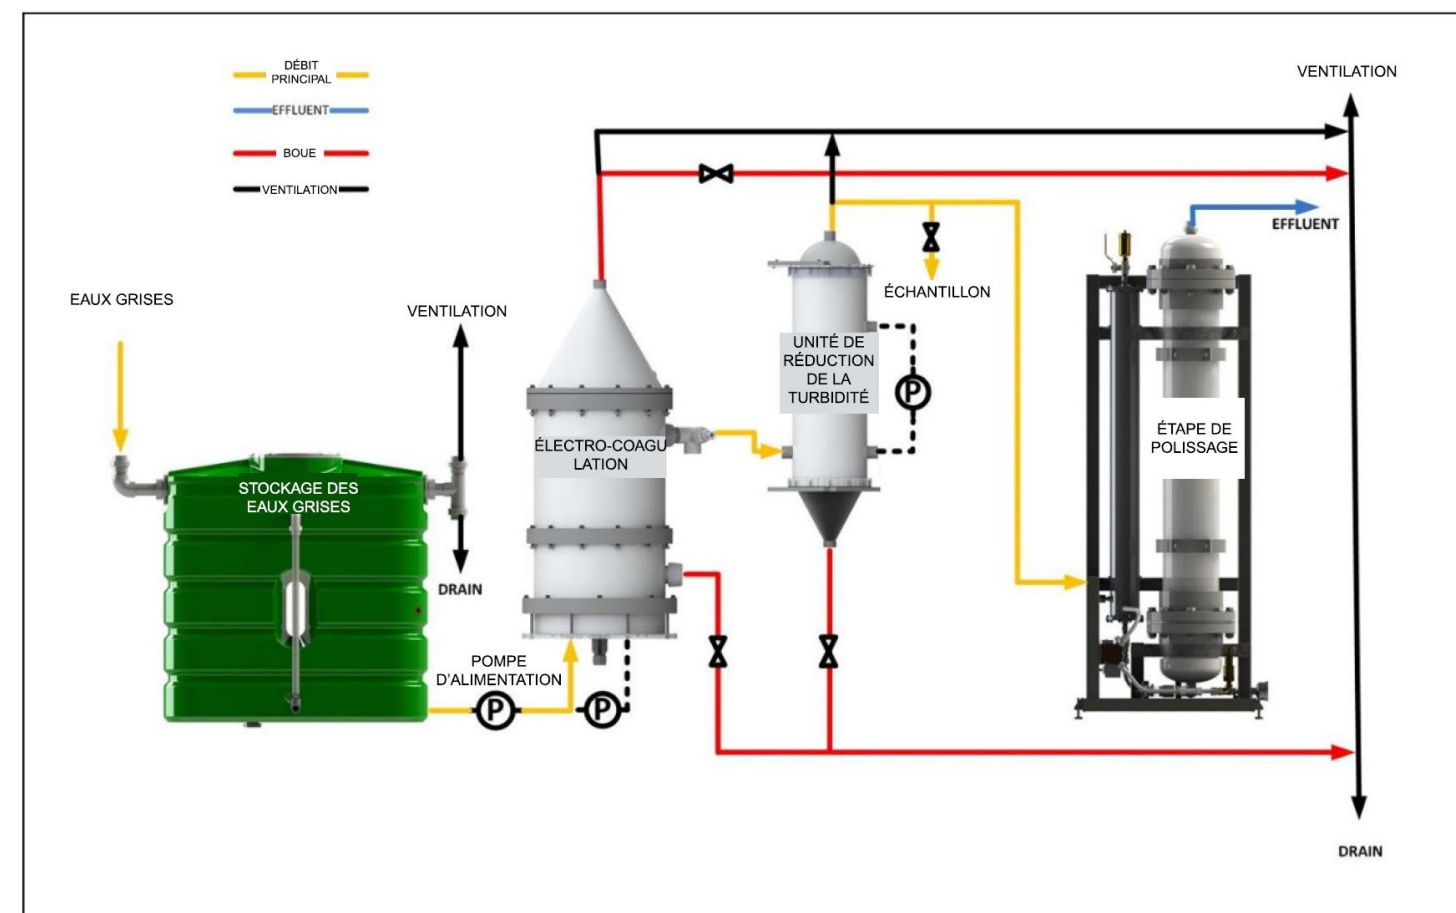 DÉBIT
PRINCIPAL
EFFLUENT
BOUE
VENTILATION
VENTILATION
EFFLUENT
EAUX GRISES
VENTILATION
ÉCHANTILLON
UNITÉ DE
RÉDUCTION
DE LA
TURBIDITÉ
P
ÉTAPE DE
POLISSAGE
ÉLECTRO-COAGU
LATION
STOCKAGE DES
EAUX GRISES
DRAIN
POMPE
D'ALIMENTATION
P
P
DRAIN